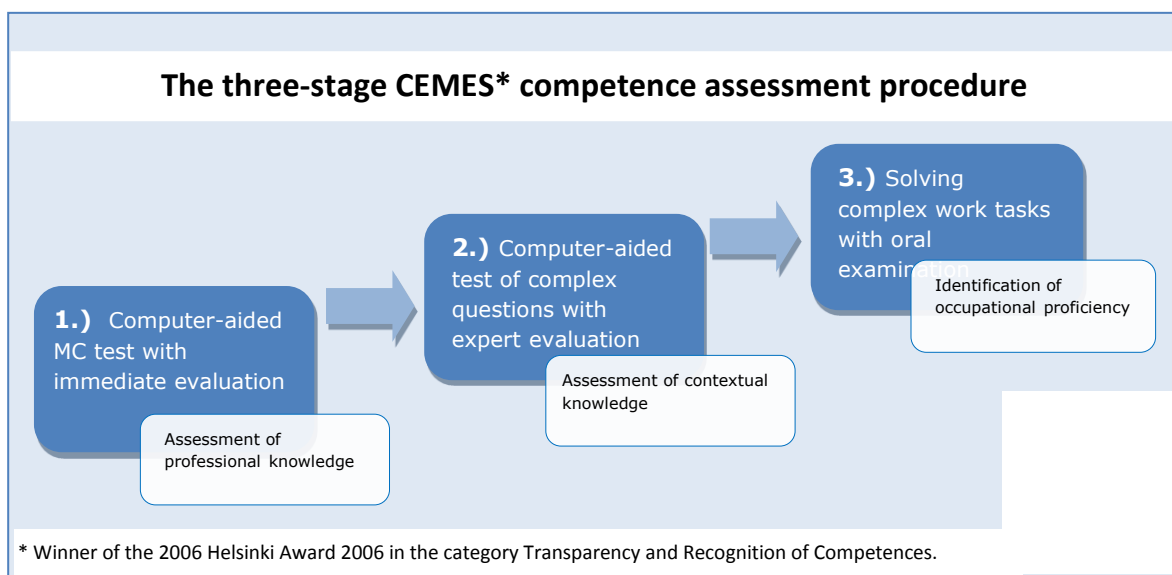 The three-stage CEMES* competence assessment procedure
1.) Computer-aided
MC test with
immediate evaluation
Assessment of
professional knowledge
2.) Computer-aided
test of complex
questions with
expert evaluation
Assessment of contextual
knowledge
3.) Solving
complex work tasks
with oral
examination
Identification of
occupational proficiency
* Winner of the 2006 Helsinki Award 2006 in the category Transparency and Recognition of Competences.